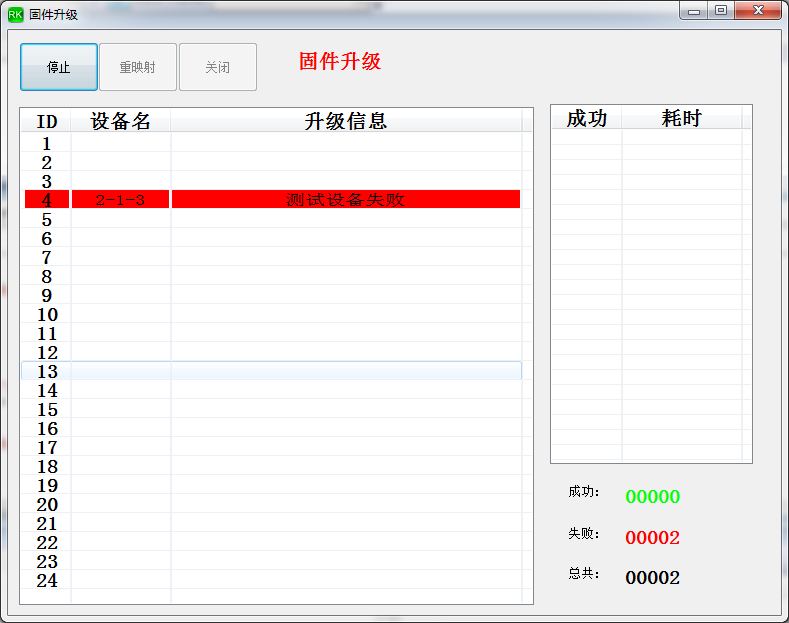 RK 固件升级
停止 重映射 关闭 固件升级
ID 设备名 升级信息
1
2
3
4 2-1-3 测试设备失败
5
6
7
8
9
10
11
12
13
14
15
16
17
18
19
20
21
22
23
24
成功 耗时
成功: 00000
失败: 00002
总共: 00002